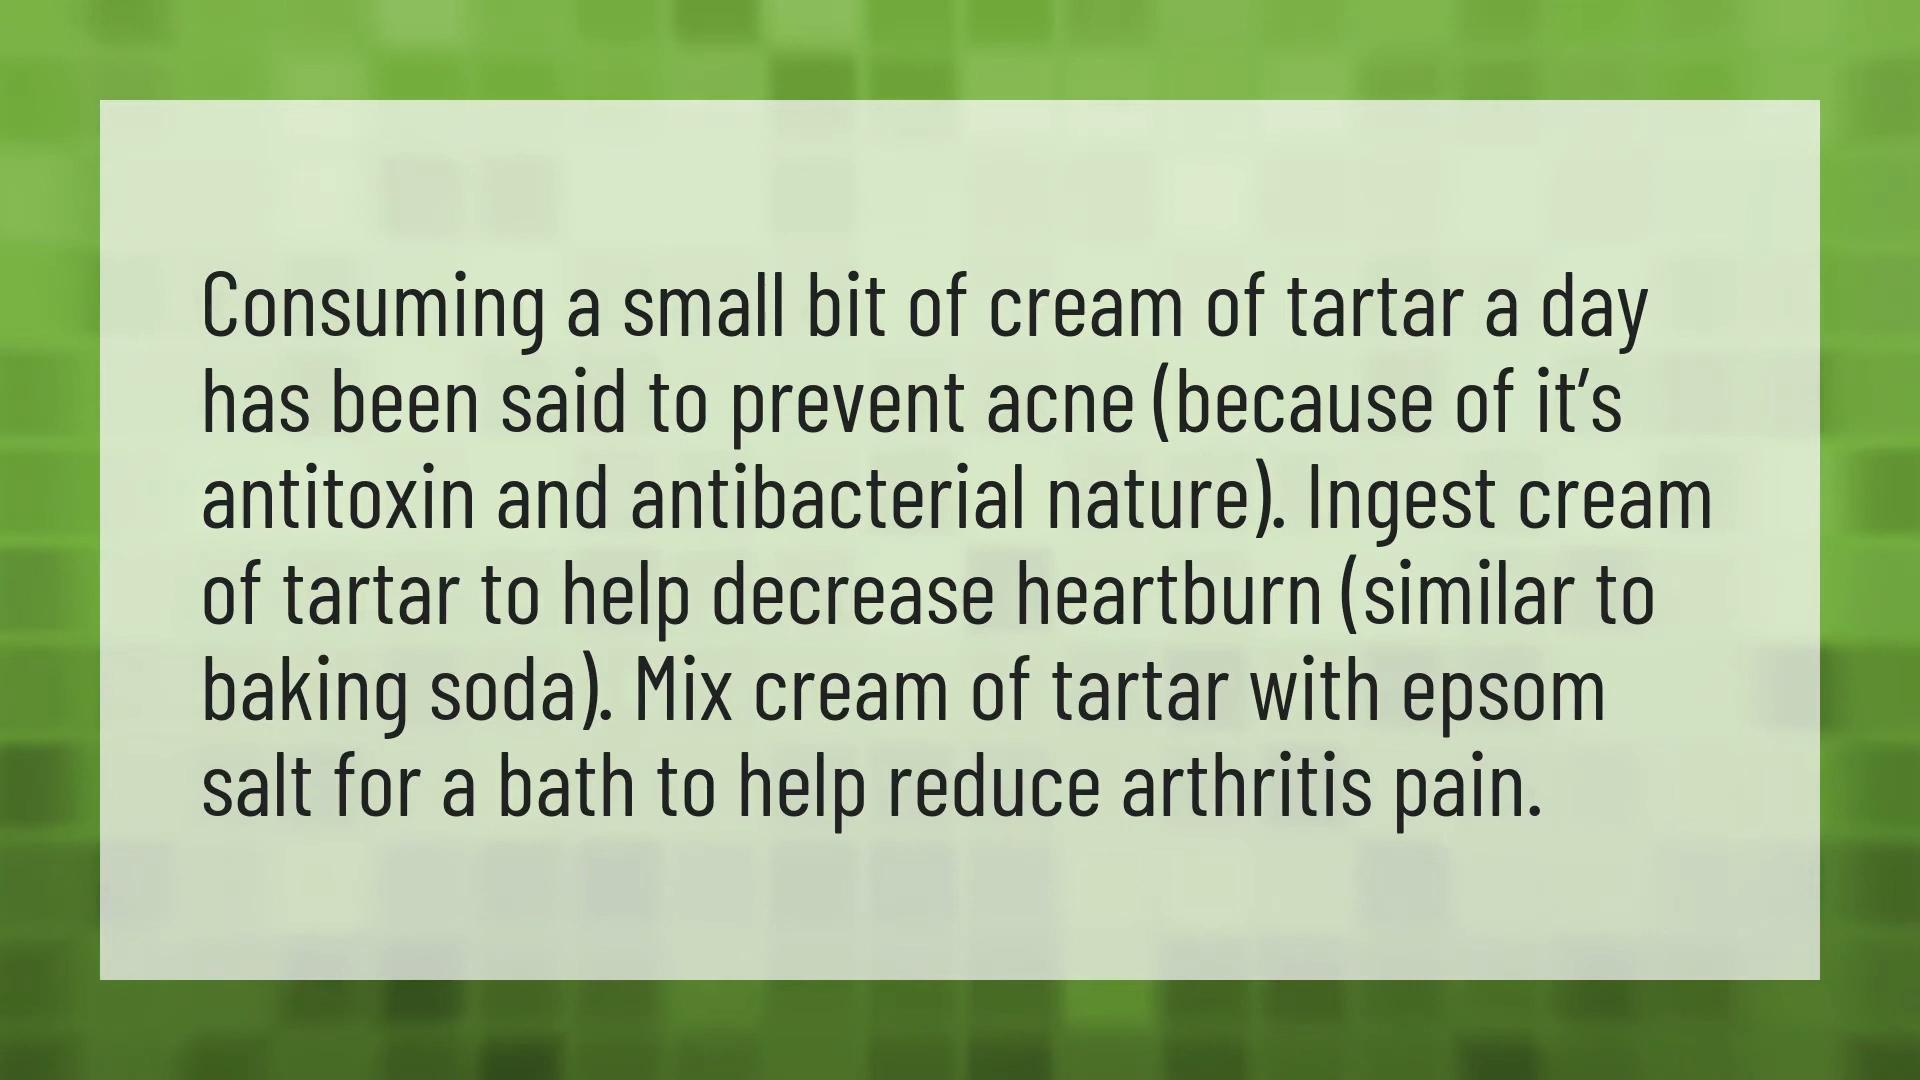 Consuming a small bit of cream of tartar a day
has been said to prevent acne (because of it’s
antitoxin and antibacterial nature). Ingest cream
of tartar to help decrease heartburn (similar to
baking soda). Mix cream of tartar with epsom
salt for a bath to help reduce arthritis pain.